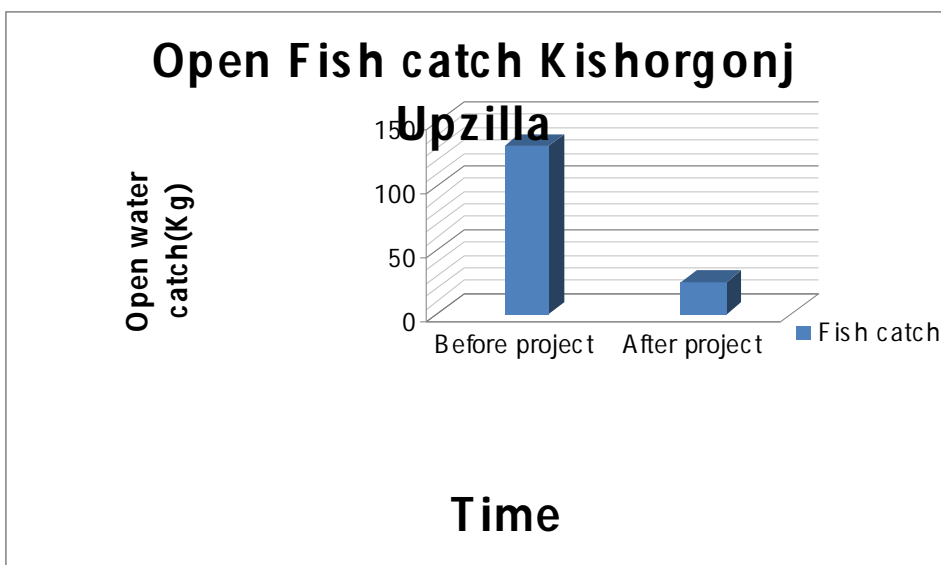 Open Fish catch Kishorgonj
Upzilla
Open water
catch(Kg)
150
100
50
0
Before project After project
Fish catch
Time